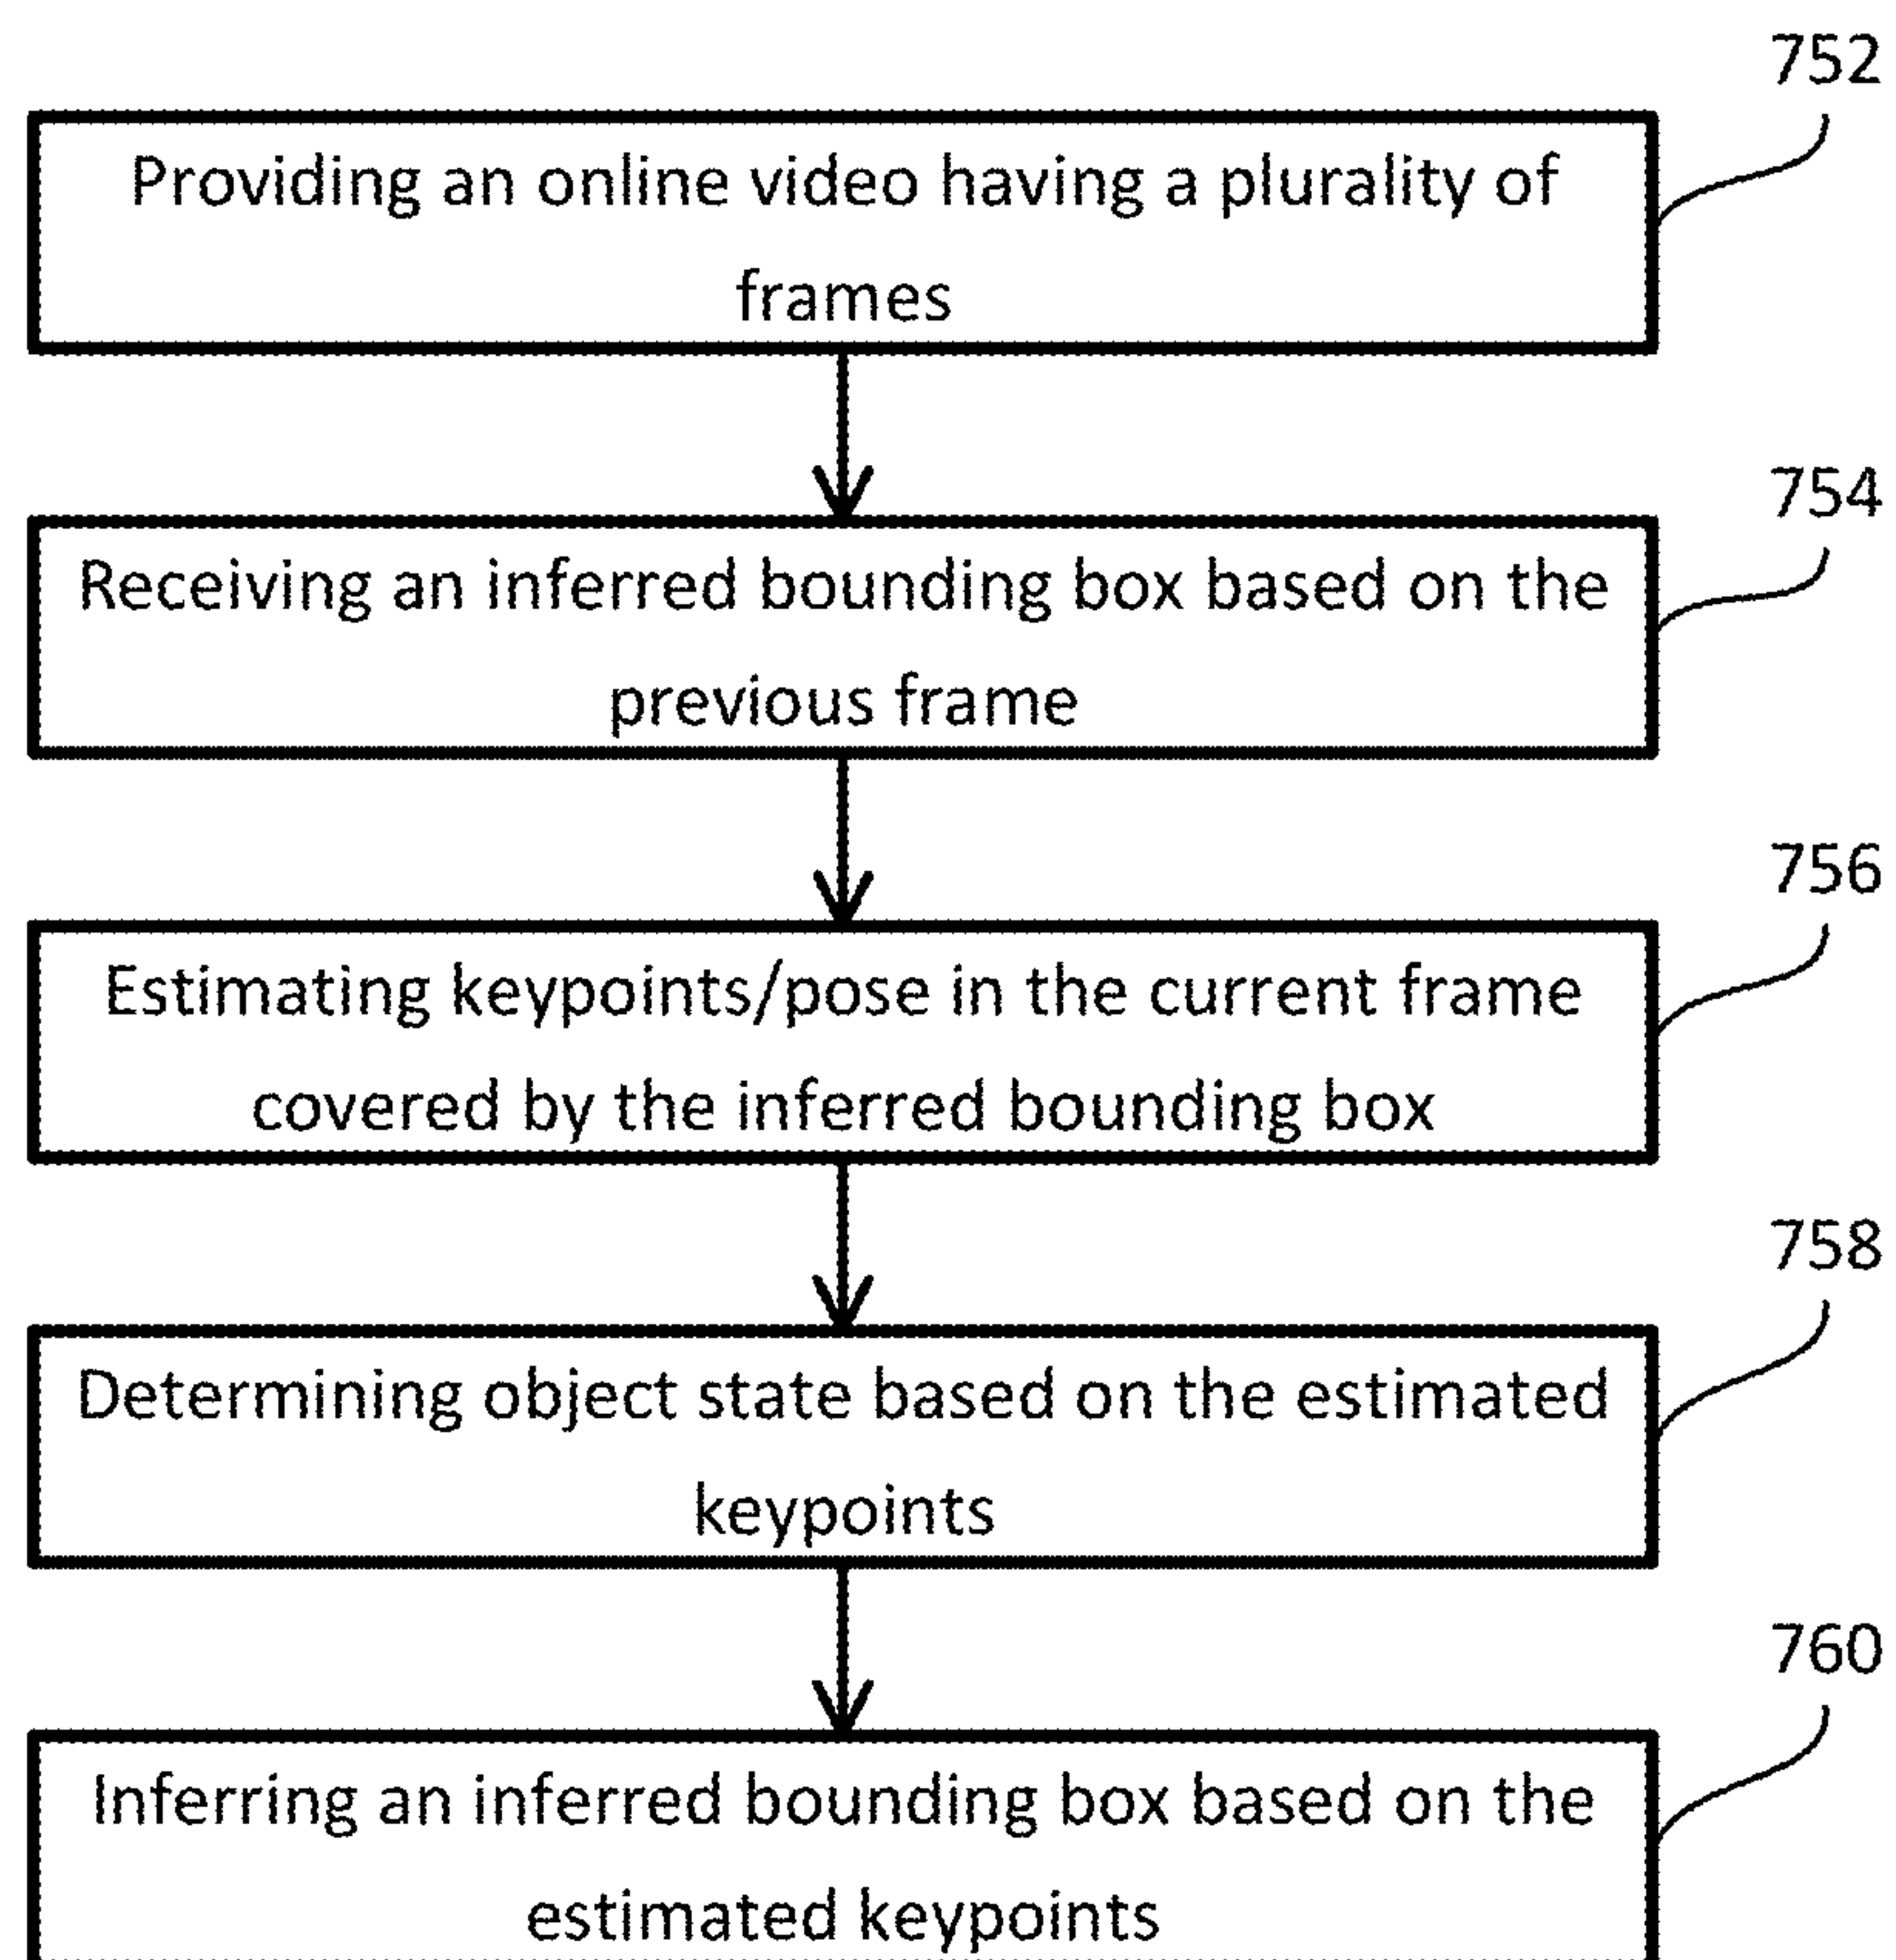 752
Providing an online video having a plurality of
frames
754
Receiving an inferred bounding box based on the
previous frame
756
Estimating keypoints/pose in the current frame
covered by the inferred bounding box
758
Determining object state based on the estimated
keypoints
760
Inferring an inferred bounding box based on the
estimated keypoints